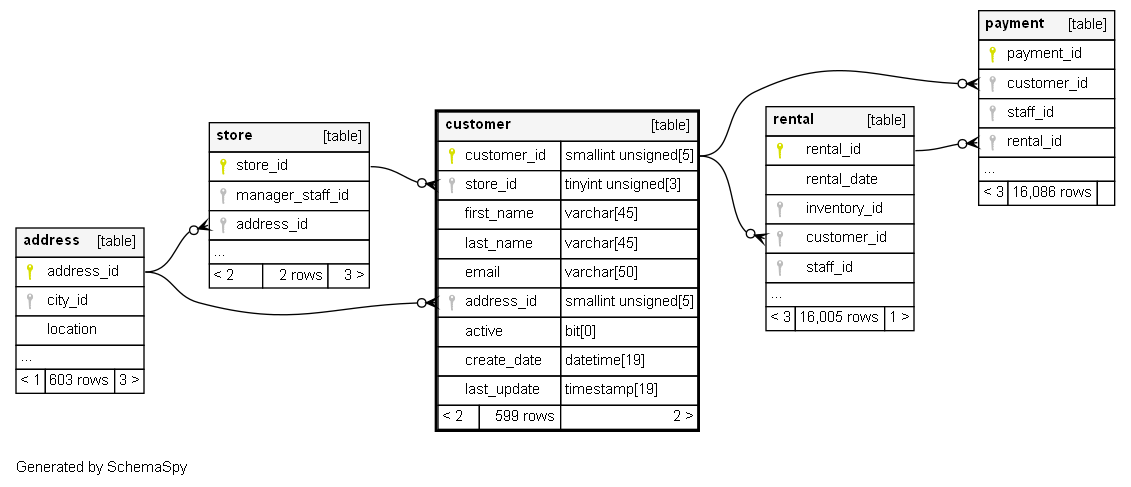 payment [table]
payment_id
customer_id
staff_id
rental_id
...
< 3 16,086 rows
rental [table]
rental_id
rental_date
inventory_id
customer_id
staff_id
...
< 3 16,005 rows 1 >
customer [table]
customer_id smallint unsigned[5]
store_id tinyint unsigned[3]
first_name varchar[45]
last_name varchar[45]
email varchar[50]
address_id smallint unsigned[5]
active bit[0]
create_date datetime[19]
last_update timestamp[19]
< 2 599 rows 2 >
store [table]
store_id
manager_staff_id
address_id
...
< 2 2 rows 3 >
address [table]
address_id
city_id
location
...
< 1 603 rows 3 >
Generated by SchemaSpy